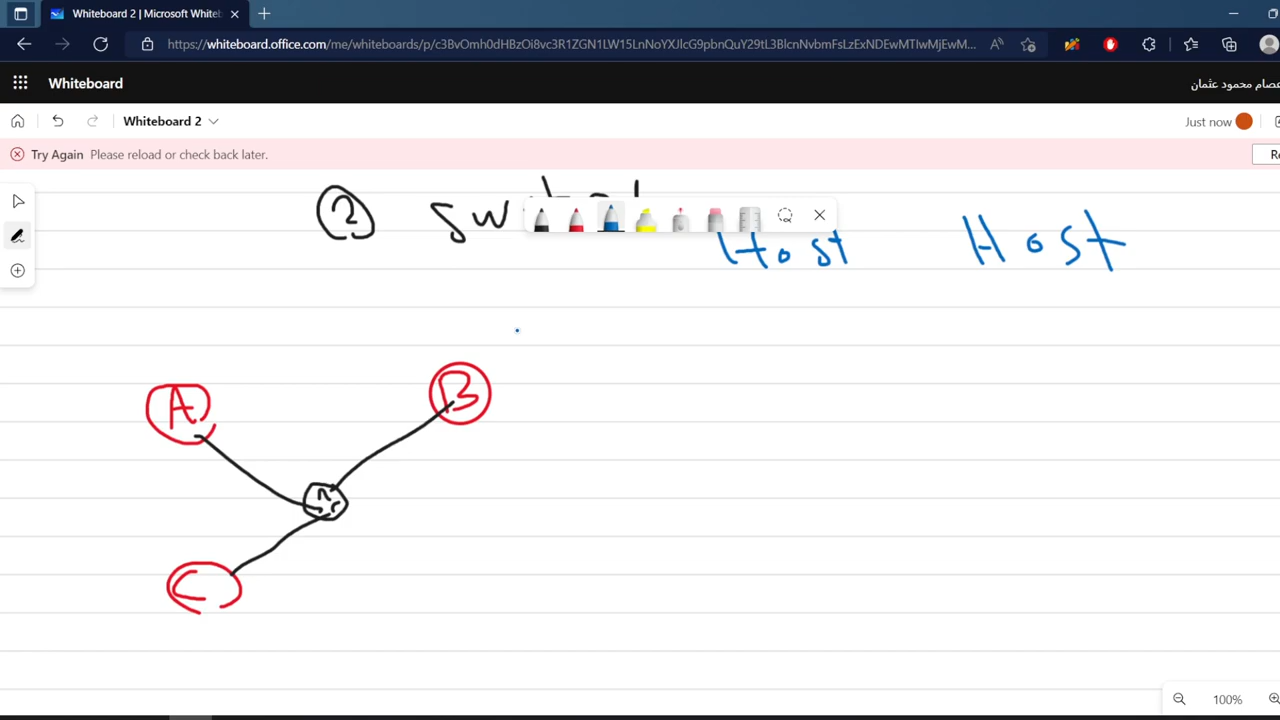 Whiteboard 2 | Microsoft Whiteb
https://whiteboard.office.com/me/whiteboards/p/c3BvOmh0dHBzOi8vc3R1ZGN1LW15LnNoYXJlcG9pbnQuY29tL3BlcnNvbmFsLzExNDEwMTIwMjEwM...
Whiteboard
عصام محمود عثمان
Whiteboard 2
Just now
Try Again Please reload or check back later.
Re
2
Host Host
A
B
C
100%